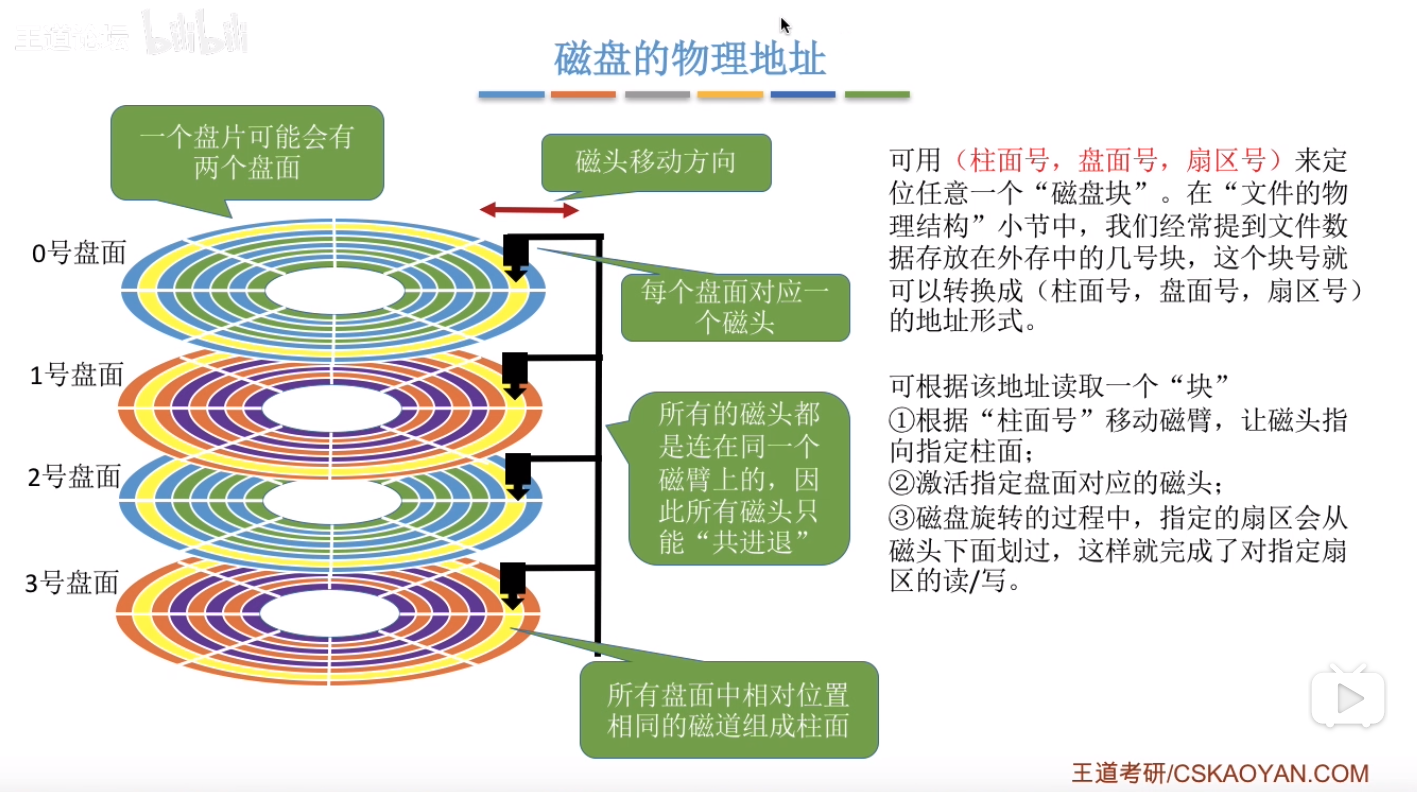 王道论坛 bilibili
磁盘的物理地址
一个盘片可能会有
两个盘面
磁头移动方向
0号盘面
1号盘面
2号盘面
3号盘面
每个盘面对应一
个磁头
所有的磁头都
是连在同一个
磁臂上的，因
此所有磁头只
能“共进退”
所有盘面中相对位置
相同的磁道组成柱面
可用（柱面号，盘面号，扇区号）来定
位任意一个“磁盘块”。在“文件的物
理结构”小节中，我们经常提到文件数
据存放在外存中的几号块，这个块号就
可以转换成（柱面号，盘面号，扇区号）
的地址形式。
可根据该地址读取一个“块”
①根据“柱面号”移动磁臂，让磁头指
向指定柱面；
②激活指定盘面对应的磁头；
③磁盘旋转的过程中，指定的扇区会从
磁头下面划过，这样就完成了对指定扇
区的读/写。
王道考研/CSKAOYAN.COM